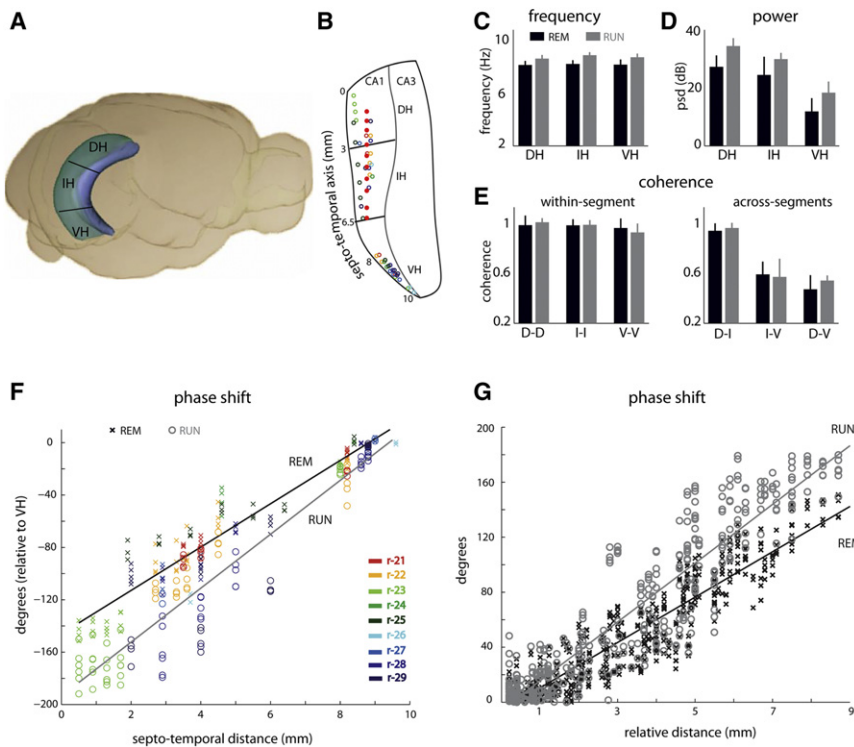 A
DH
IH
VH
B
CA1 CA3
0
DH
3
IH
6.5
VH
8
10
septo-temporal axis (mm)
C frequency
REM RUN
frequency (Hz)
10
6
2
DH IH VH
D power
psd (dB)
40
20
0
DH IH VH
E coherence
within-segment across-segments
coherence
1
0.6
0.2
D-D I-I V-V
1
0.6
0.2
D-I I-V D-V
F phase shift
REM RUN
degrees (relative to VH)
0
−40
−80
−120
−160
−200
REM
RUN
r-21
r-22
r-23
r-24
r-25
r-26
r-27
r-28
r-29
0 2 4 6 8 10
septo-temporal distance (mm)
G phase shift
degrees
200
160
120
80
40
0
RUN
REM
1 3 5 7 9
relative distance (mm)